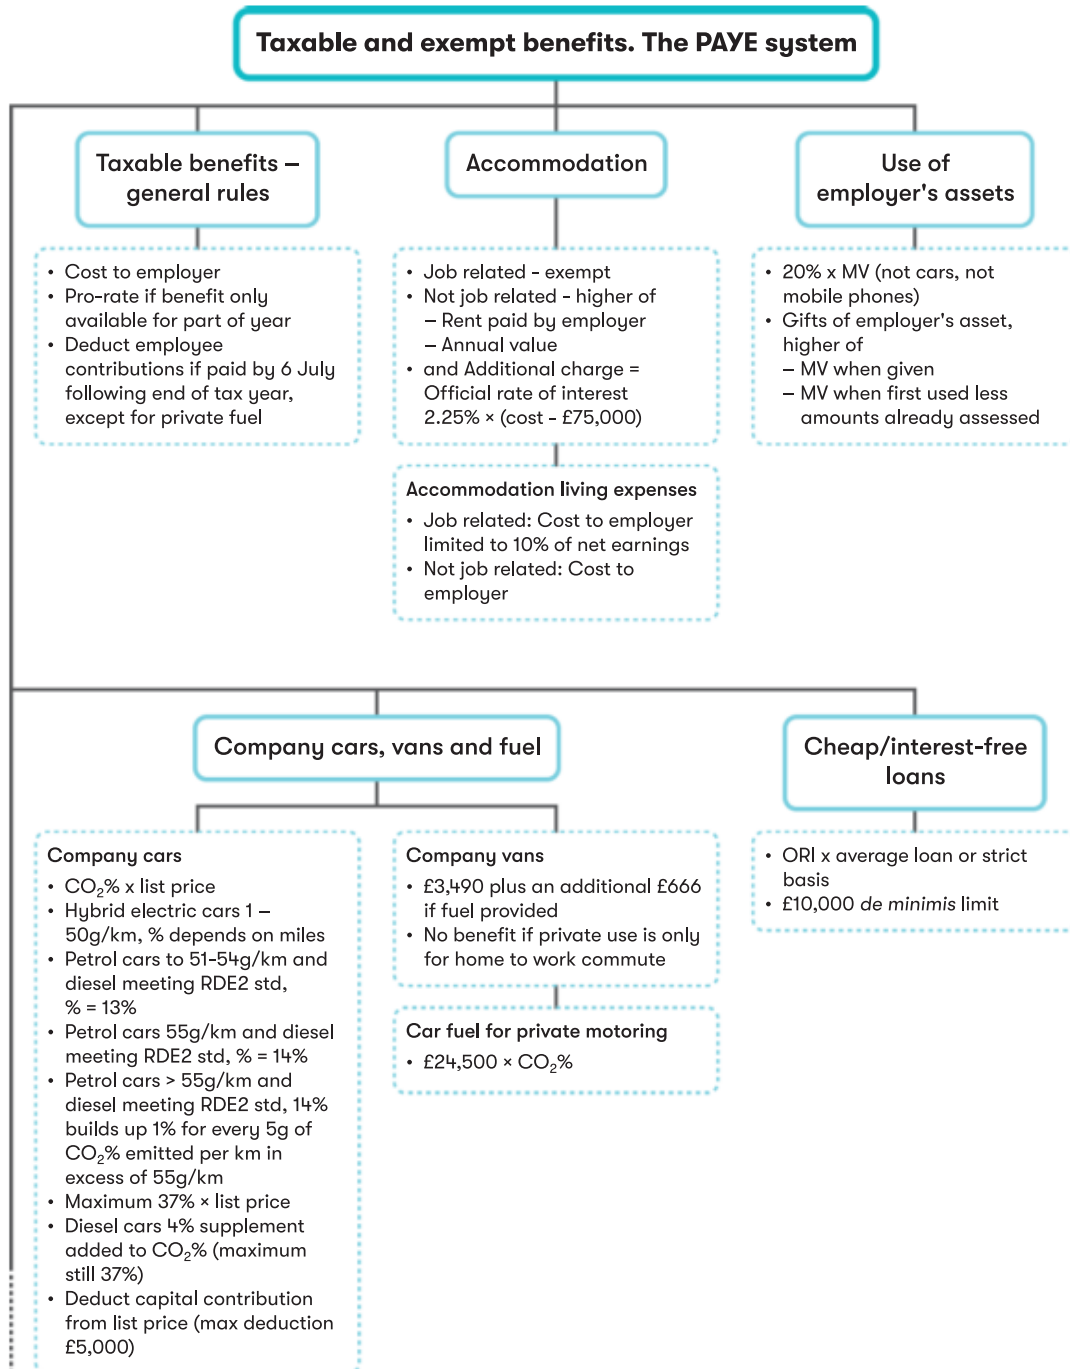 Taxable and exempt benefits. The PAYE system
Taxable benefits –
general rules
• Cost to employer
• Pro-rate if benefit only
available for part of year
• Deduct employee
contributions if paid by 6 July
following end of tax year,
except for private fuel
Accommodation
• Job related - exempt
• Not job related - higher of
– Rent paid by employer
– Annual value
• and Additional charge =
Official rate of interest
2.25% × (cost - £75,000)
Accommodation living expenses
• Job related: Cost to employer
limited to 10% of net earnings
• Not job related: Cost to
employer
Use of
employer's assets
• 20% x MV (not cars, not
mobile phones)
• Gifts of employer's asset,
higher of
– MV when given
– MV when first used less
amounts already assessed
Company cars, vans and fuel
Company cars
• CO₂% x list price
• Hybrid electric cars 1 –
50g/km, % depends on miles
• Petrol cars to 51-54g/km and
diesel meeting RDE2 std,
% = 13%
• Petrol cars 55g/km and diesel
meeting RDE2 std, % = 14%
• Petrol cars > 55g/km and
diesel meeting RDE2 std, 14%
builds up 1% for every 5g of
CO₂% emitted per km in
excess of 55g/km
• Maximum 37% × list price
• Diesel cars 4% supplement
added to CO₂% (maximum
still 37%)
• Deduct capital contribution
from list price (max deduction
£5,000)
Company vans
• £3,490 plus an additional £666
if fuel provided
• No benefit if private use is only
for home to work commute
Car fuel for private motoring
• £24,500 × CO₂%
Cheap/interest-free
loans
• ORI x average loan or strict
basis
• £10,000 de minimis limit